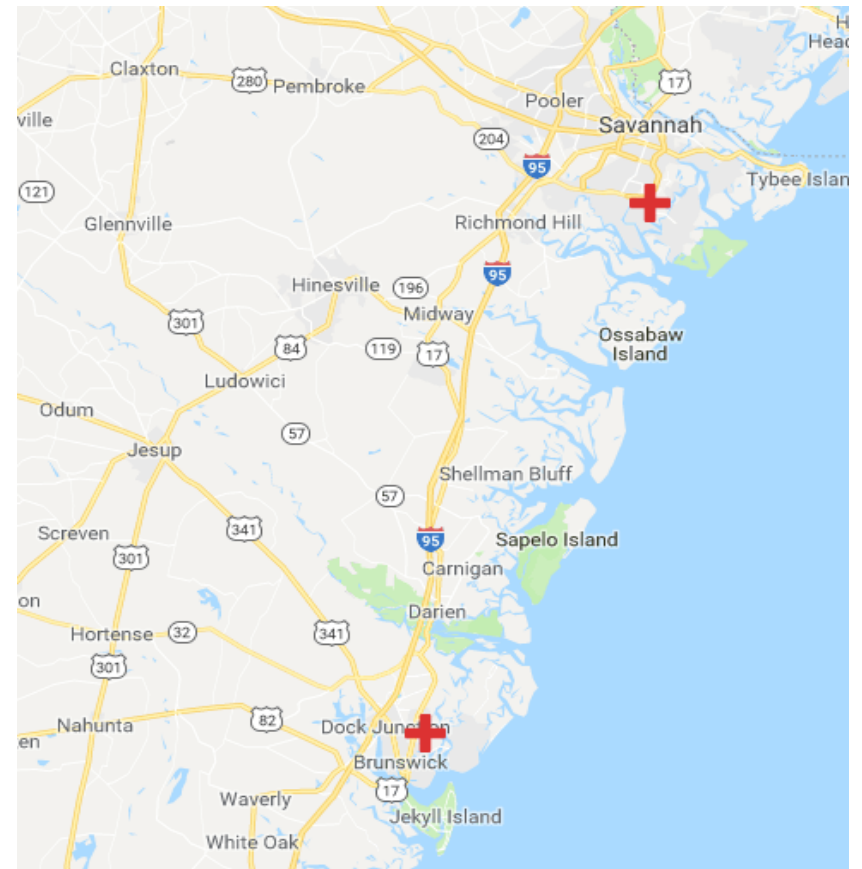 H
Head
Claxton
280
Pembroke
17
Pooler
Savannah
ville
204
95
121
Tybee Islan
Glennville
Richmond Hill
95
Hinesville
196
Midway
301
Ossabaw
Island
84
119
17
Ludowici
Odum
57
Jesup
Shellman Bluff
57
341
Screven
95
Sapelo Island
301
Carnigan
on
Darien
Hortense
32
341
301
82
Nahunta
Dock Junction
en
Brunswick
17
Waverly
Jekyll Island
White Oak